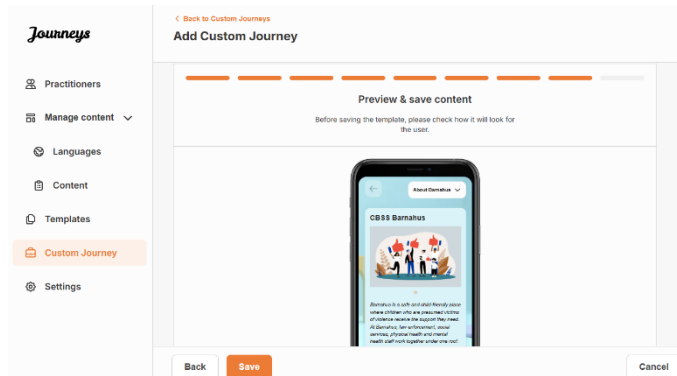 Journeys
Back to Custom Journeys
Add Custom Journey
Practitioners
Manage content
Languages
Content
Templates
Custom Journey
Settings
Preview & save content
Before saving the template, please check how it will look for
the user.
About Barnahus
CBSS Barnahus
Barnahus is a safe and child-friendly place
where children who are presumed victims
of violence receive the support they need.
At Barnahus, law enforcement, social
services, physical health and mental
health staff work together under one roof.
Back
Save
Cancel